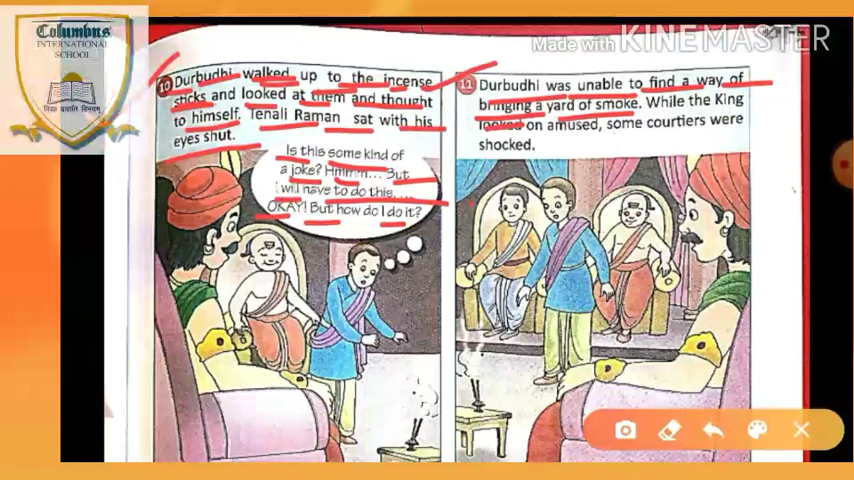 Columbus
INTERNATIONAL
SCHOOL
विद्या ददाति विनयम्
Made with KINEMASTER
10 Durbudhi walked up to the incense
sticks and looked at them and thought
to himself. Tenali Raman sat with his
eyes shut.
Is this some kind of
a joke? Hmmm... But
I will have to do this....
OKAY! But how do I do it?
11 Durbudhi was unable to find a way of
bringing a yard of smoke. While the King
looked on amused, some courtiers were
shocked.